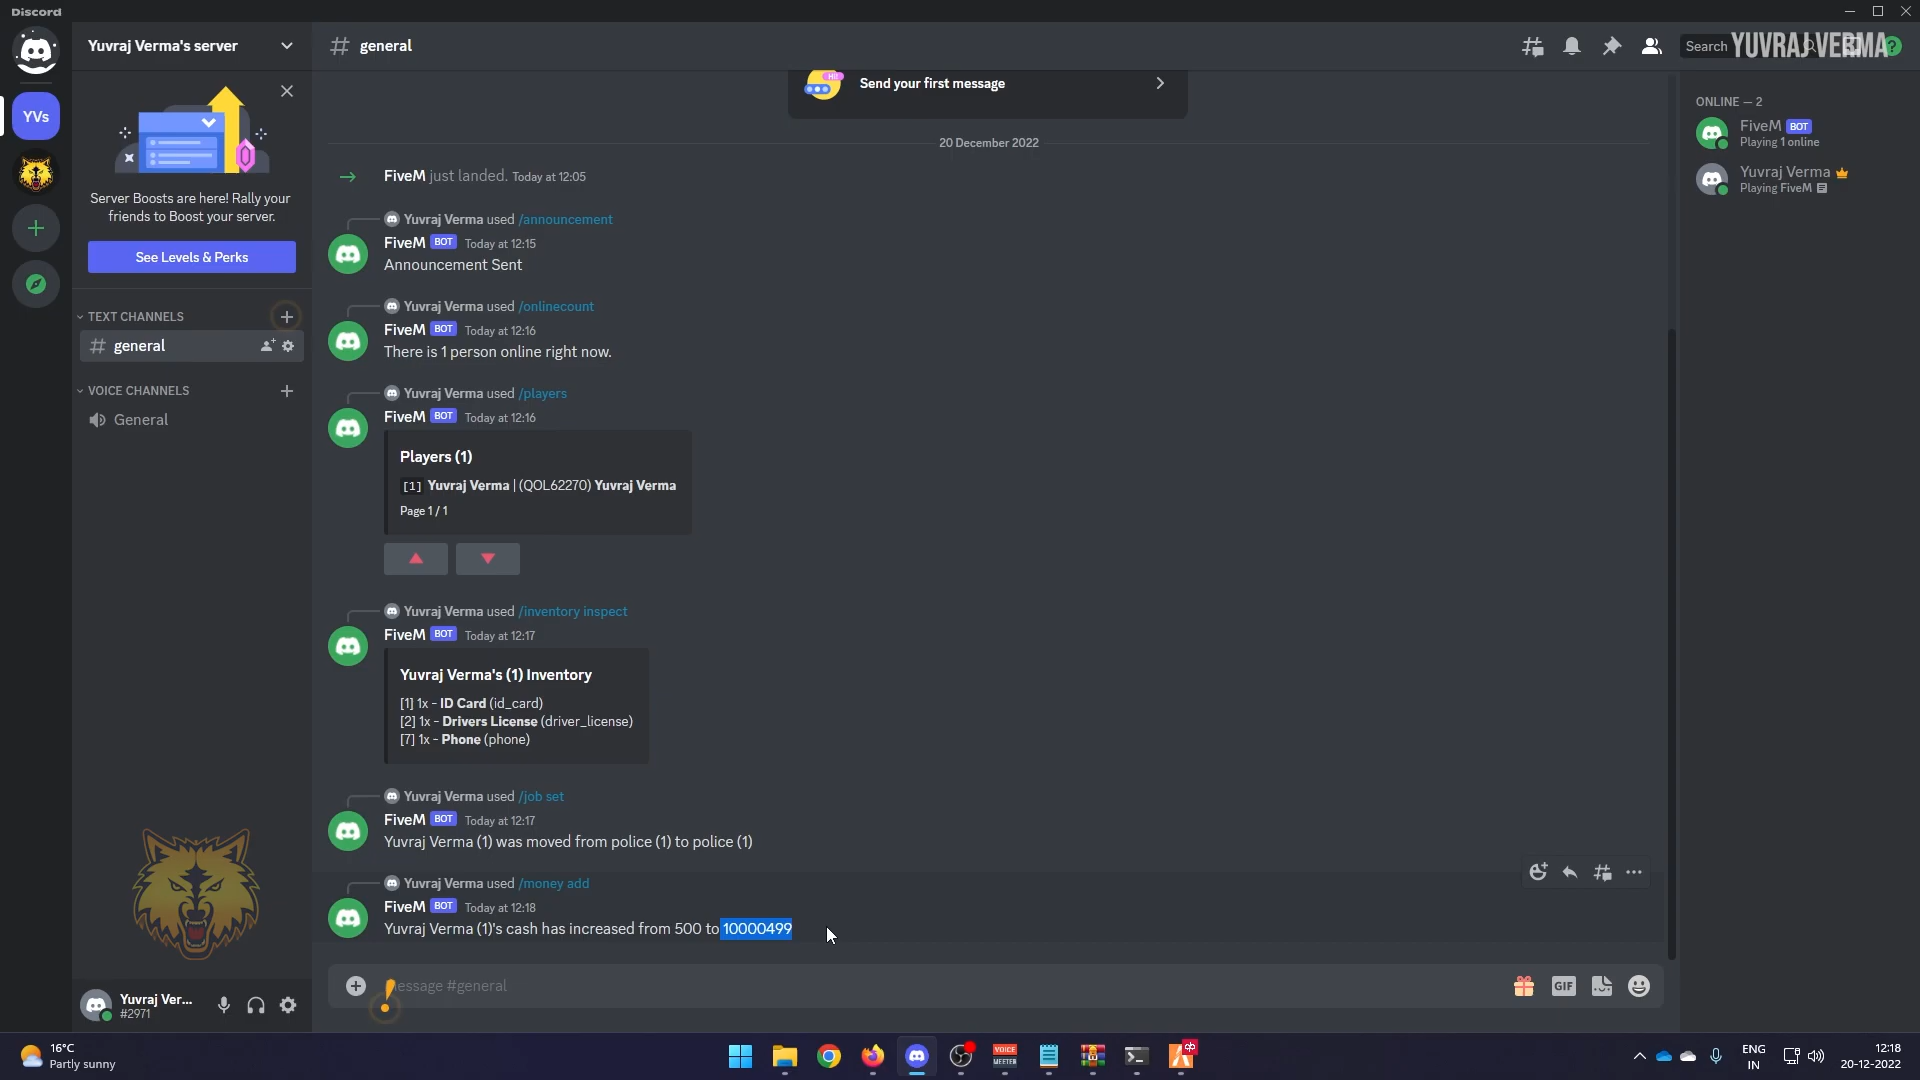 Discord
Yuvraj Verma's server
# general
Search
YUVRAJ VERMA
YVs
Server Boosts are here! Rally your
friends to Boost your server.
See Levels & Perks
TEXT CHANNELS
general
VOICE CHANNELS
General
HI!
Send your first message
20 December 2022
FiveM just landed. Today at 12:05
Yuvraj Verma used /announcement
FiveM BOT Today at 12:15
Announcement Sent
Yuvraj Verma used /onlinecount
FiveM BOT Today at 12:16
There is 1 person online right now.
Yuvraj Verma used /players
FiveM BOT Today at 12:16
Players (1)
[1] Yuvraj Verma | (QOL62270) Yuvraj Verma
Page 1 / 1
Yuvraj Verma used /inventory inspect
FiveM BOT Today at 12:17
Yuvraj Verma's (1) Inventory
[1] 1x - ID Card (id_card)
[2] 1x - Drivers License (driver_license)
[7] 1x - Phone (phone)
Yuvraj Verma used /job set
FiveM BOT Today at 12:17
Yuvraj Verma (1) was moved from police (1) to police (1)
Yuvraj Verma used /money add
FiveM BOT Today at 12:18
Yuvraj Verma (1)'s cash has increased from 500 to 10000499
essage #general
GIF
ONLINE — 2
FiveM BOT
Playing 1 online
Yuvraj Verma
Playing FiveM
Yuvraj Ver...
#2971
16°C
Partly sunny
VOICE
MEETER
ENG
IN
12:18
20-12-2022